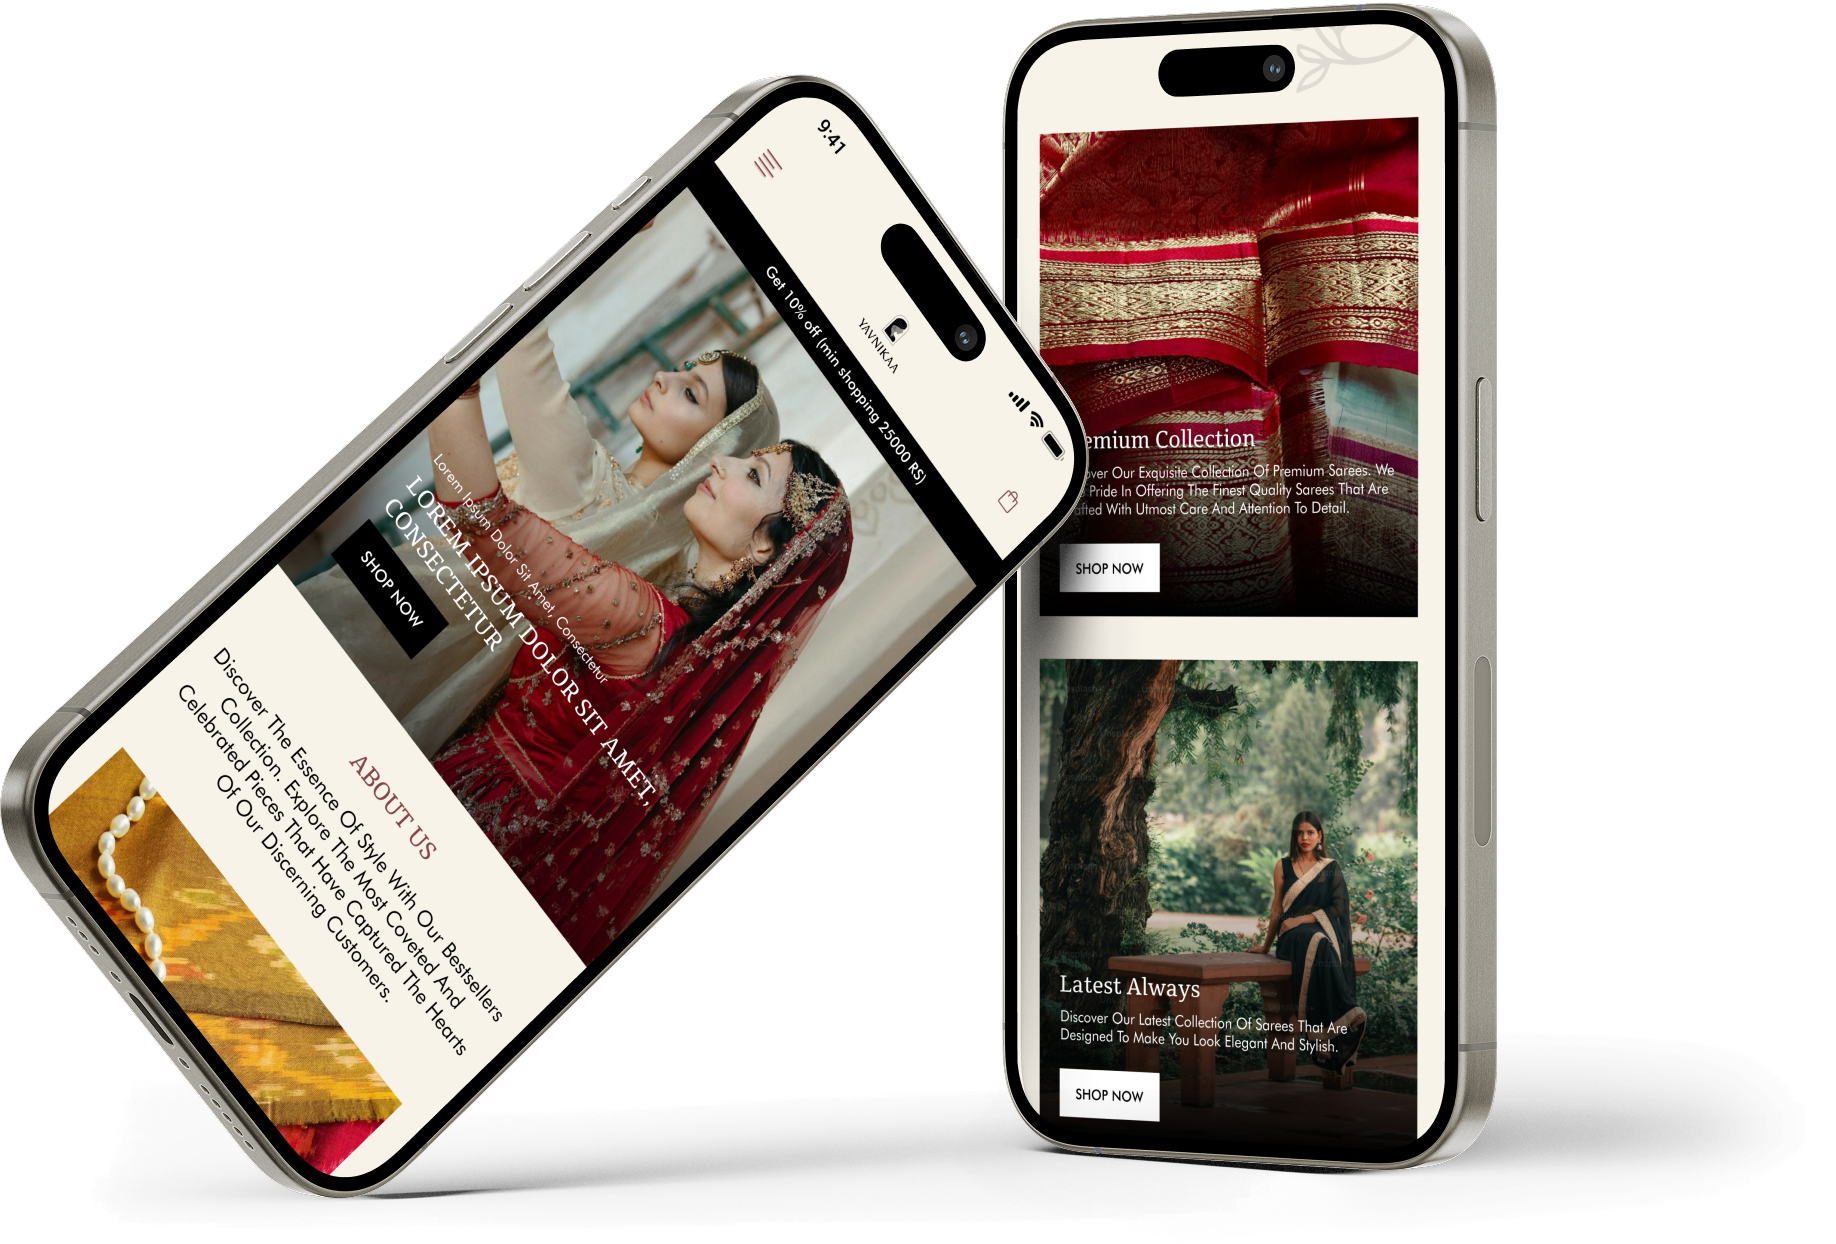 9:41
YAVNIKAA
Get 10% off (min shopping 25000 RS)
Lorem Ipsum Dolor Sit Amet, Consectetur
LOREM IPSUM DOLOR SIT AMET,
CONSECTETUR
SHOP NOW
ABOUT US
Discover The Essence Of Style With Our Bestsellers
Collection. Explore The Most Coveted And
Celebrated Pieces That Have Captured The Hearts
Of Our Discerning Customers.
emium Collection
over Our Exquisite Collection Of Premium Sarees. We
Pride In Offering The Finest Quality Sarees That Are
afted With Utmost Care And Attention To Detail.
SHOP NOW
Latest Always
Discover Our Latest Collection Of Sarees That Are
Designed To Make You Look Elegant And Stylish.
SHOP NOW